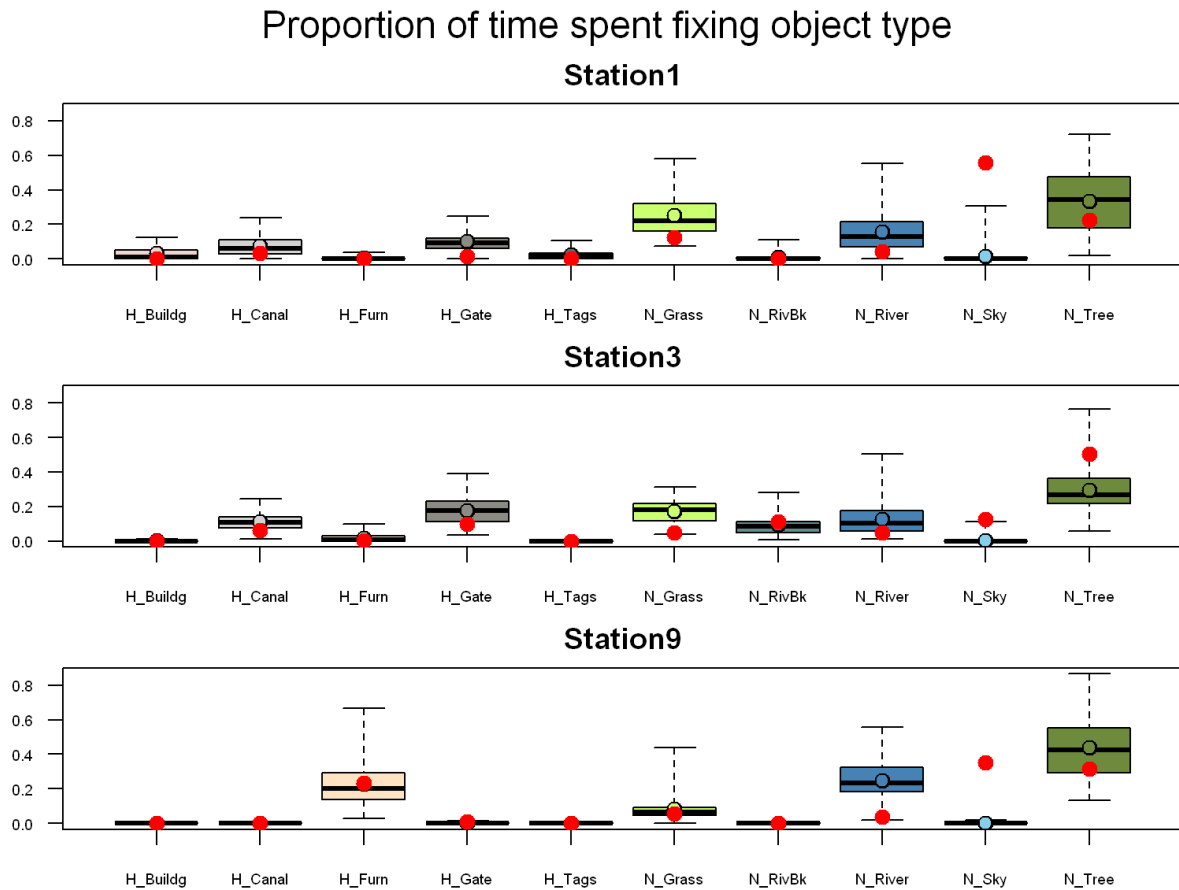 Proportion of time spent fixing object type
Station1
0.8
0.6
0.4
0.2
0.0
H_Buildg H_Canal H_Furn H_Gate H_Tags N_Grass N_RivBk N_River N_Sky N_Tree
Station3
0.8
0.6
0.4
0.2
0.0
H_Buildg H_Canal H_Furn H_Gate H_Tags N_Grass N_RivBk N_River N_Sky N_Tree
Station9
0.8
0.6
0.4
0.2
0.0
H_Buildg H_Canal H_Furn H_Gate H_Tags N_Grass N_RivBk N_River N_Sky N_Tree